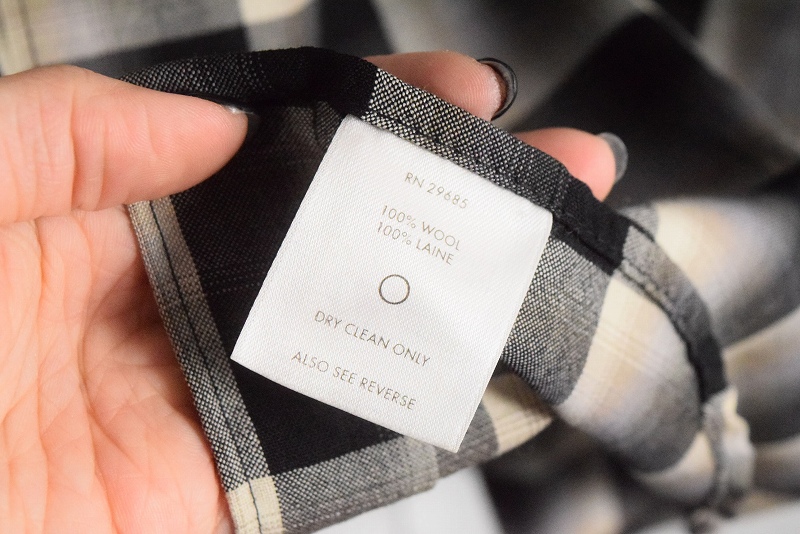 RN 29685
100% WOOL
100% LAINE
DRY CLEAN ONLY
ALSO SEE REVERSE